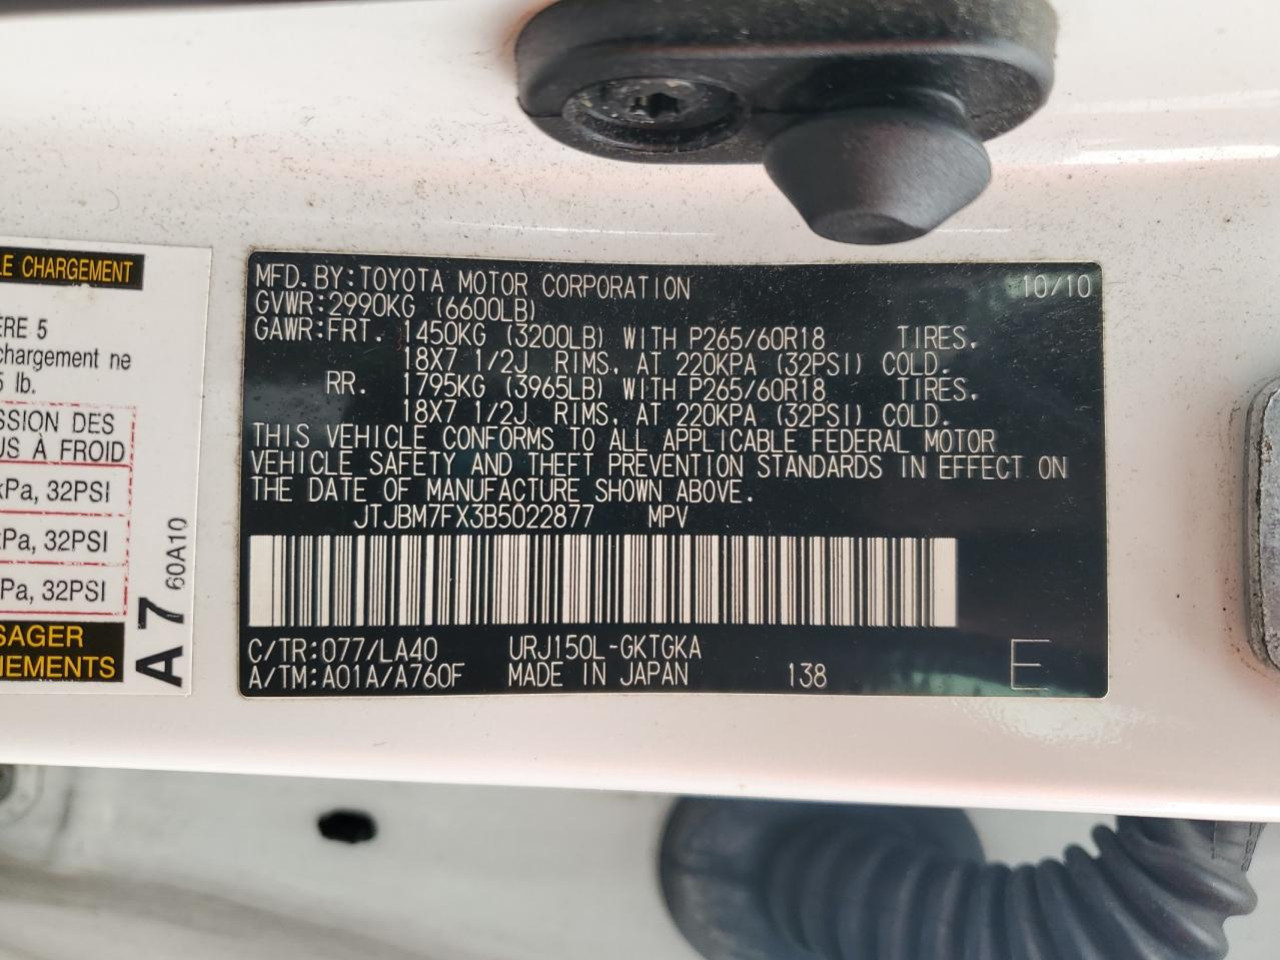 LE CHARGEMENT
ÈRE 5
chargement ne
5 lb.
SSION DES
US À FROID
kPa, 32PSI
kPa, 32PSI
kPa, 32PSI
SAGER
NEMENTS
A 7 60A10
MFD. BY: TOYOTA MOTOR CORPORATION 10/10
GVWR: 2990KG (6600LB)
GAWR: FRT. 1450KG (3200LB) WITH P265/60R18 TIRES,
18X7 1/2J RIMS, AT 220KPA (32PSI) COLD.
RR. 1795KG (3965LB) WITH P265/60R18 TIRES,
18X7 1/2J RIMS, AT 220KPA (32PSI) COLD.
THIS VEHICLE CONFORMS TO ALL APPLICABLE FEDERAL MOTOR
VEHICLE SAFETY AND THEFT PREVENTION STANDARDS IN EFFECT ON
THE DATE OF MANUFACTURE SHOWN ABOVE.
JTJBM7FX3B5022877 MPV
C/TR: 077/LA40 URJ150L-GKTGKA
A/TM: A01A/A760F MADE IN JAPAN 138 E